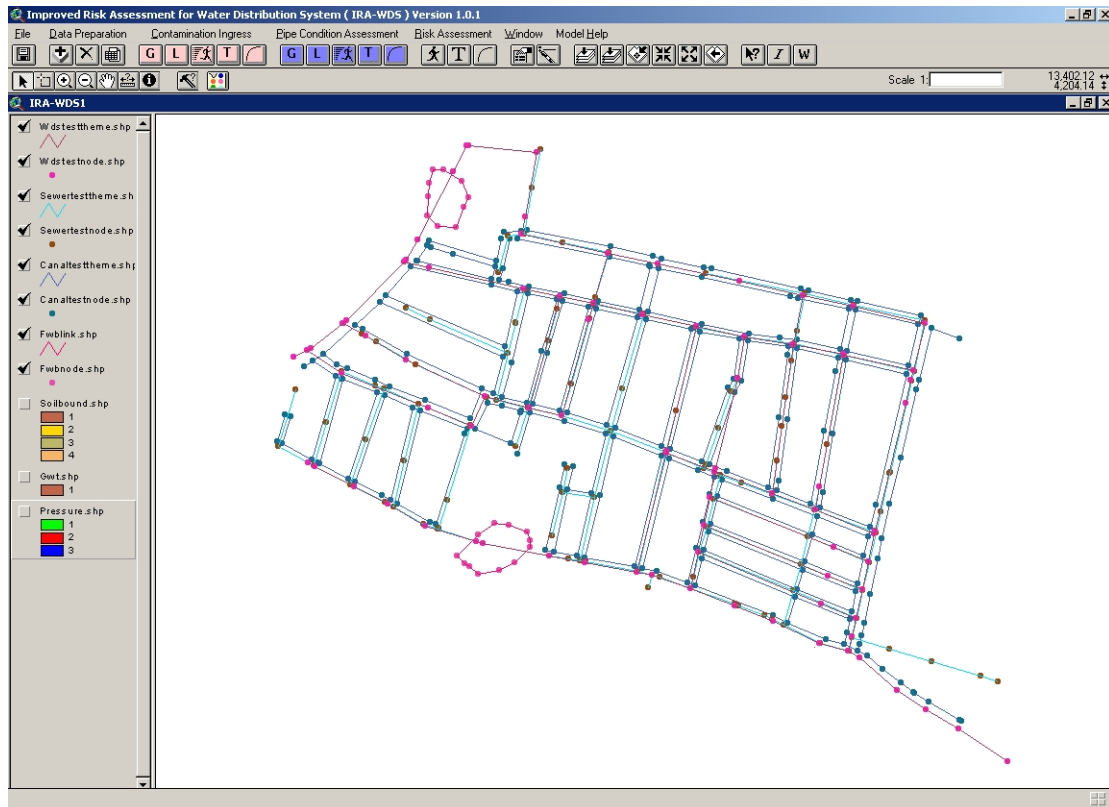 Improved Risk Assessment for Water Distribution System ( IRA-WDS ) Version 1.0.1
File Data Preparation Contamination Ingress Pipe Condition Assessment Risk Assessment Window Model Help
G L T G L T T I W
Scale 1: 13,402.12
4,204.14
IRA-WDS1
Wdstesttheme.shp
Wdstestnode.shp
Sewertesttheme.sh
Sewertestnode.shp
Canaltesttheme.shp
Canaltestnode.shp
Fwblink.shp
Fwbnode.shp
Soilbound.shp
1
2
3
4
Gwt.shp
1
Pressure.shp
1
2
3